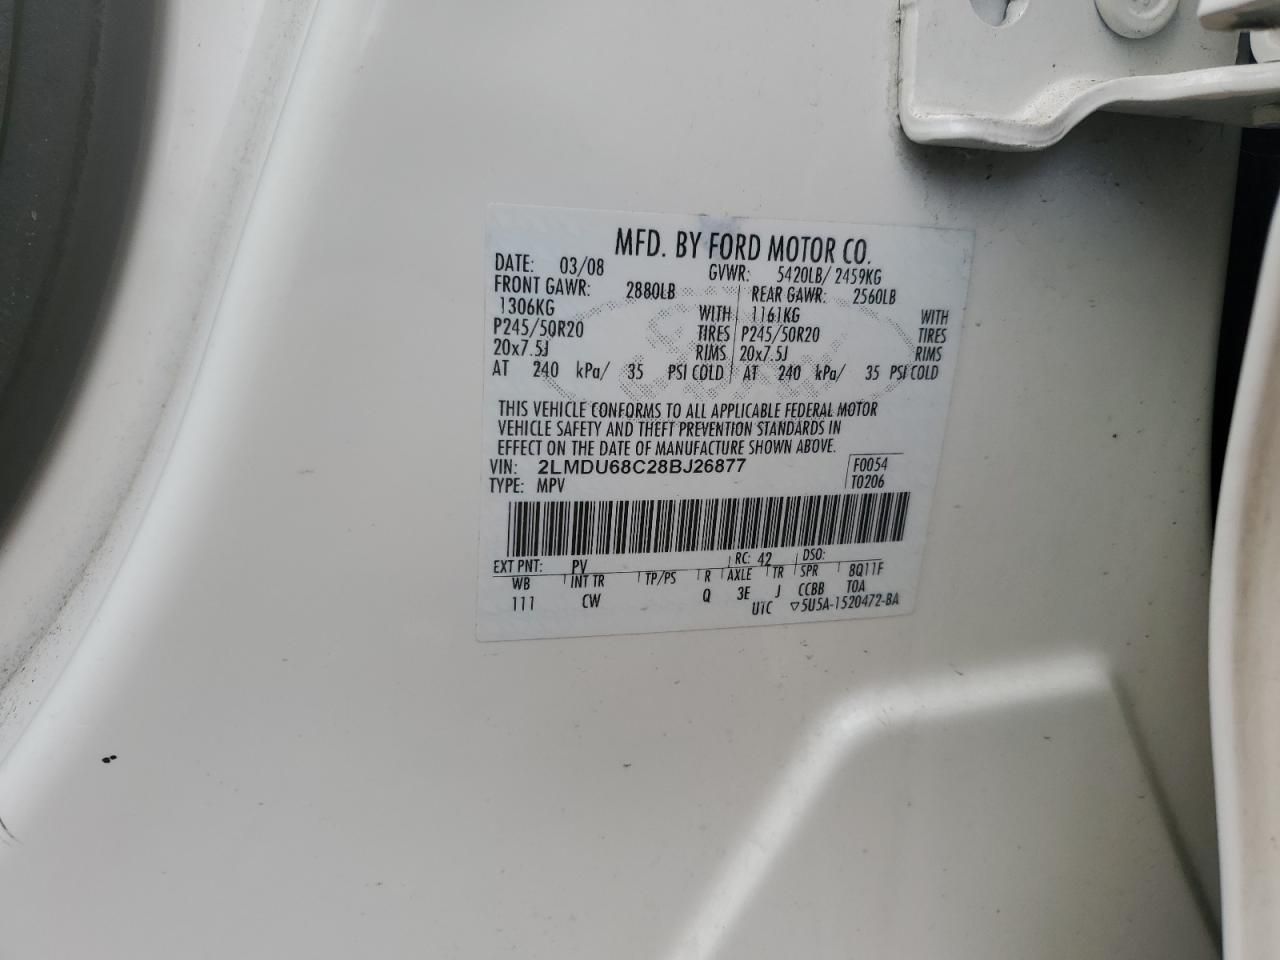 MFD. BY FORD MOTOR CO.
DATE: 03/08 GVWR: 5420LB/ 2459KG
FRONT GAWR: 2880LB REAR GAWR: 2560LB
1306KG WITH 1161KG WITH
P245/50R20 TIRES P245/50R20 TIRES
20x7.5J RIMS 20x7.5J RIMS
AT 240 kPa/ 35 PSI COLD AT 240 kPa/ 35 PSI COLD
THIS VEHICLE CONFORMS TO ALL APPLICABLE FEDERAL MOTOR
VEHICLE SAFETY AND THEFT PREVENTION STANDARDS IN
EFFECT ON THE DATE OF MANUFACTURE SHOWN ABOVE.
VIN: 2LMDU68C28BJ26877 F0054
TYPE: MPV T0206
EXT PNT: PV RC: 42 DSO:
WB INT TR TP/PS R AXLE TR SPR 8Q11F
111 CW Q 3E J CCBB TOA
UTC ▽5U5A-1520472-BA